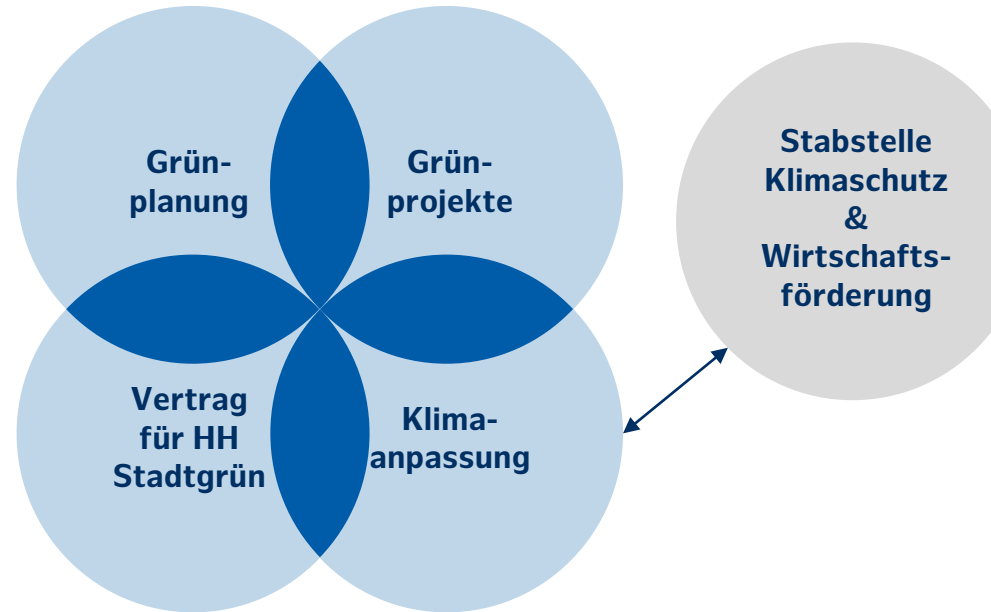 Grün-
planung
Grün-
projekte
Vertrag
für HH
Stadtgrün
Klima-
anpassung
Stabstelle
Klimaschutz
&
Wirtschafts-
förderung